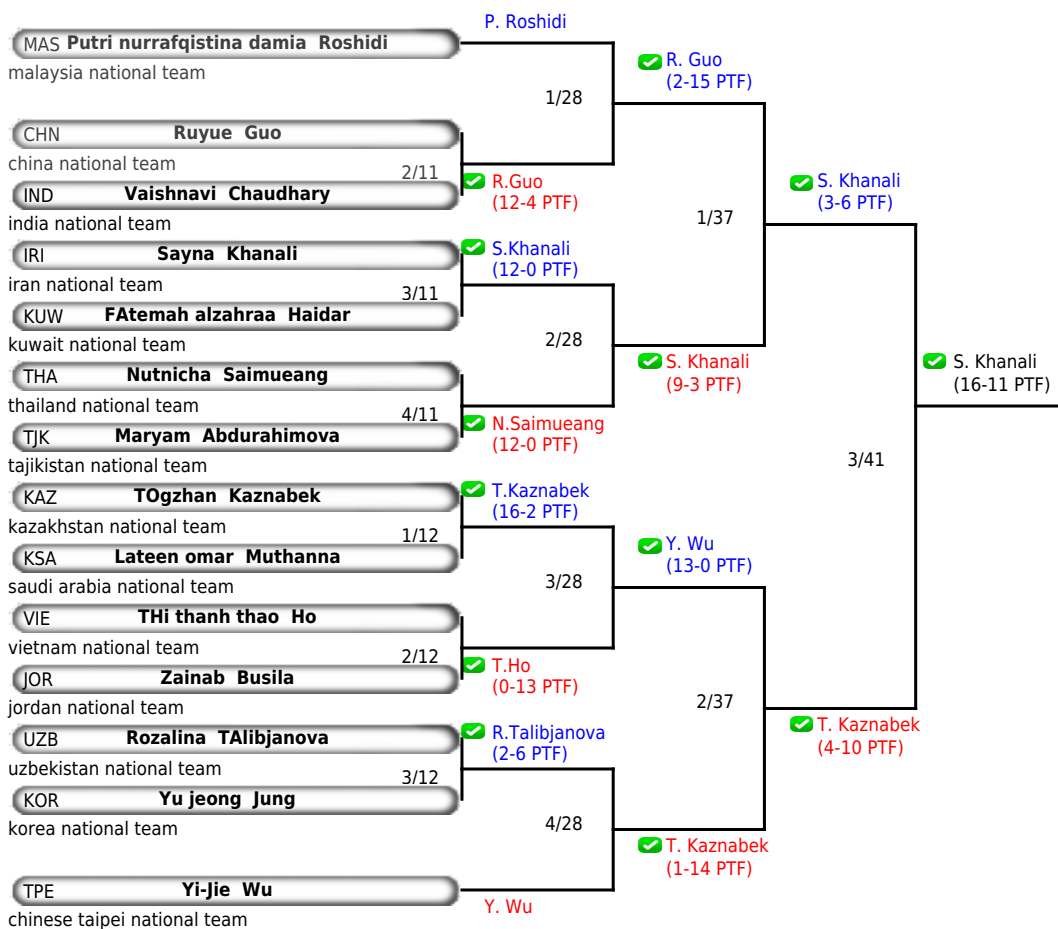 P. Roshidi
MAS Putri nurrafqistina damia Roshidi
malaysia national team
R. Guo
(2-15 PTF)
1/28
CHN Ruyue Guo
china national team
2/11
R.Guo
(12-4 PTF)
IND Vaishnavi Chaudhary
india national team
S. Khanali
(3-6 PTF)
1/37
IRI Sayna Khanali
iran national team
S.Khanali
(12-0 PTF)
3/11
KUW FAtemah alzahraa Haidar
kuwait national team
2/28
THA Nutnicha Saimueang
thailand national team
S. Khanali
(9-3 PTF)
S. Khanali
(16-11 PTF)
4/11
TJK Maryam Abdurahimova
tajikistan national team
N.Saimueang
(12-0 PTF)
3/41
KAZ TOgzhan Kaznabek
kazakhstan national team
T.Kaznabek
(16-2 PTF)
1/12
KSA Lateen omar Muthanna
saudi arabia national team
Y. Wu
(13-0 PTF)
3/28
VIE THi thanh thao Ho
vietnam national team
2/12
JOR Zainab Busila
jordan national team
T.Ho
(0-13 PTF)
2/37
UZB Rozalina TAlibjanova
uzbekistan national team
R.Talibjanova
(2-6 PTF)
T. Kaznabek
(4-10 PTF)
3/12
KOR Yu jeong Jung
korea national team
4/28
T. Kaznabek
(1-14 PTF)
TPE Yi-Jie Wu
chinese taipei national team
Y. Wu